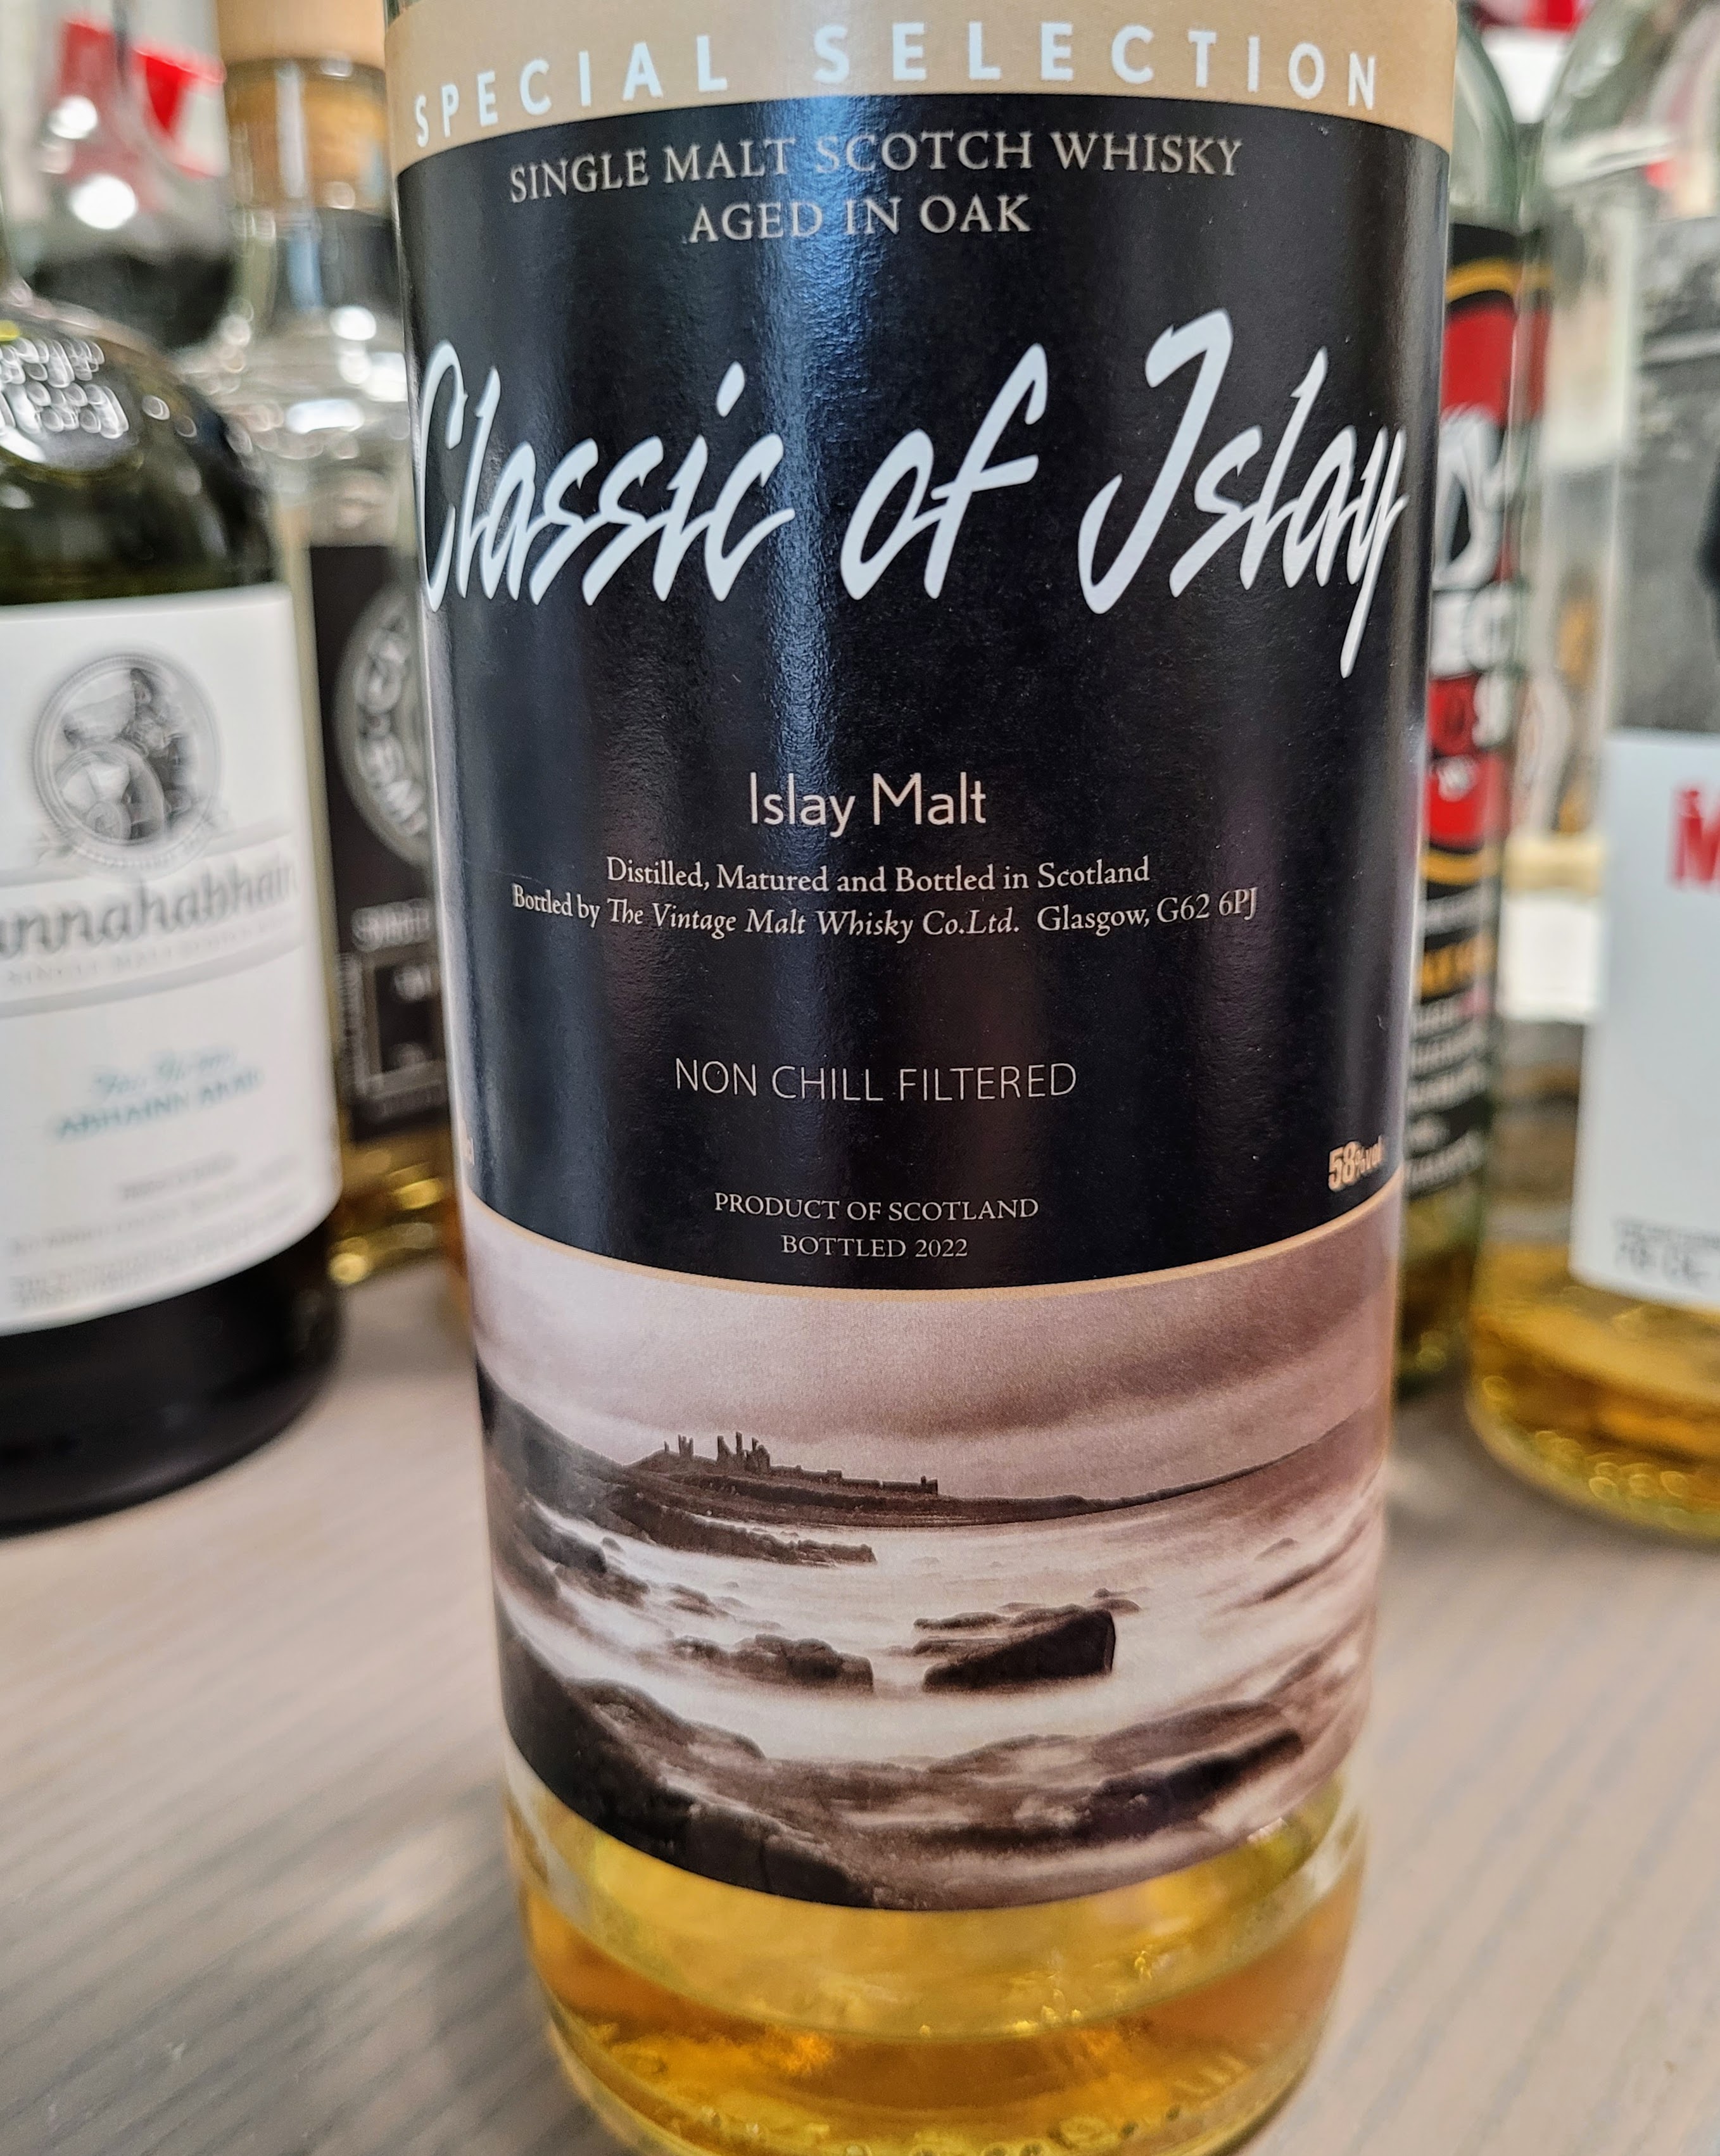 SPECIAL SELECTION
SINGLE MALT SCOTCH WHISKY
AGED IN OAK
Classic of Islay
Islay Malt
Distilled, Matured and Bottled in Scotland
Bottled by The Vintage Malt Whisky Co.Ltd. Glasgow, G62 6PJ
NON CHILL FILTERED
58%vol
PRODUCT OF SCOTLAND
BOTTLED 2022
annahabhain